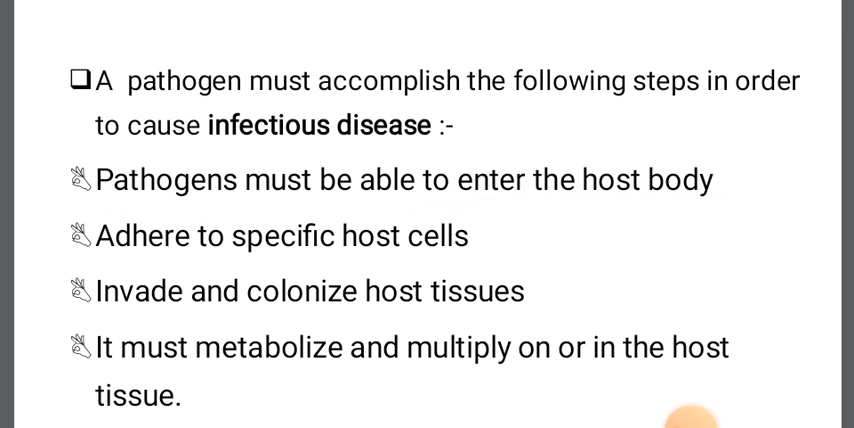 ❑A  pathogen must accomplish the following steps in order
to cause infectious disease :-
👌Pathogens must be able to enter the host body
👌Adhere to specific host cells
👌Invade and colonize host tissues
👌It must metabolize and multiply on or in the host
tissue.